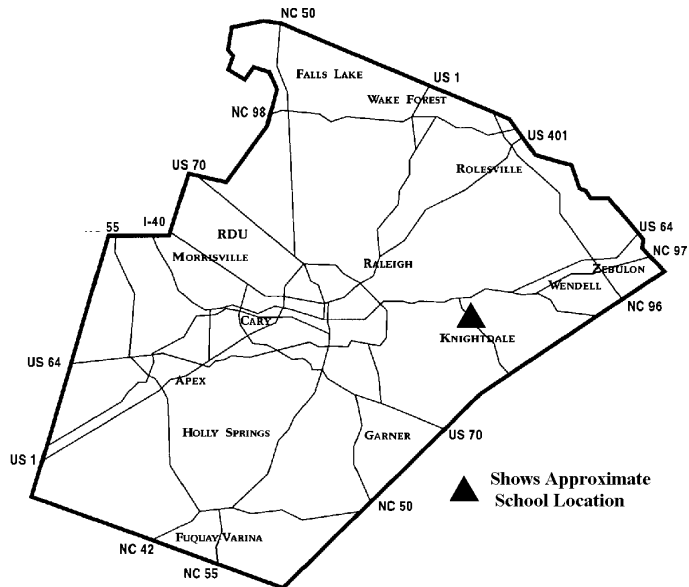 NC 50
FALLS LAKE
US 1
WAKE FOREST
NC 98
US 401
US 70
ROLESVILLE
55
I-40
RDU
US 64
MORRISVILLE
RALEIGH
NC 97
ZEBULON
WENDELL
NC 96
CARY
KNIGHTDALE
US 64
APEX
HOLLY SPRINGS
GARNER
US 70
US 1
Shows Approximate
School Location
NC 50
FUQUAY VARINA
NC 42
NC 55